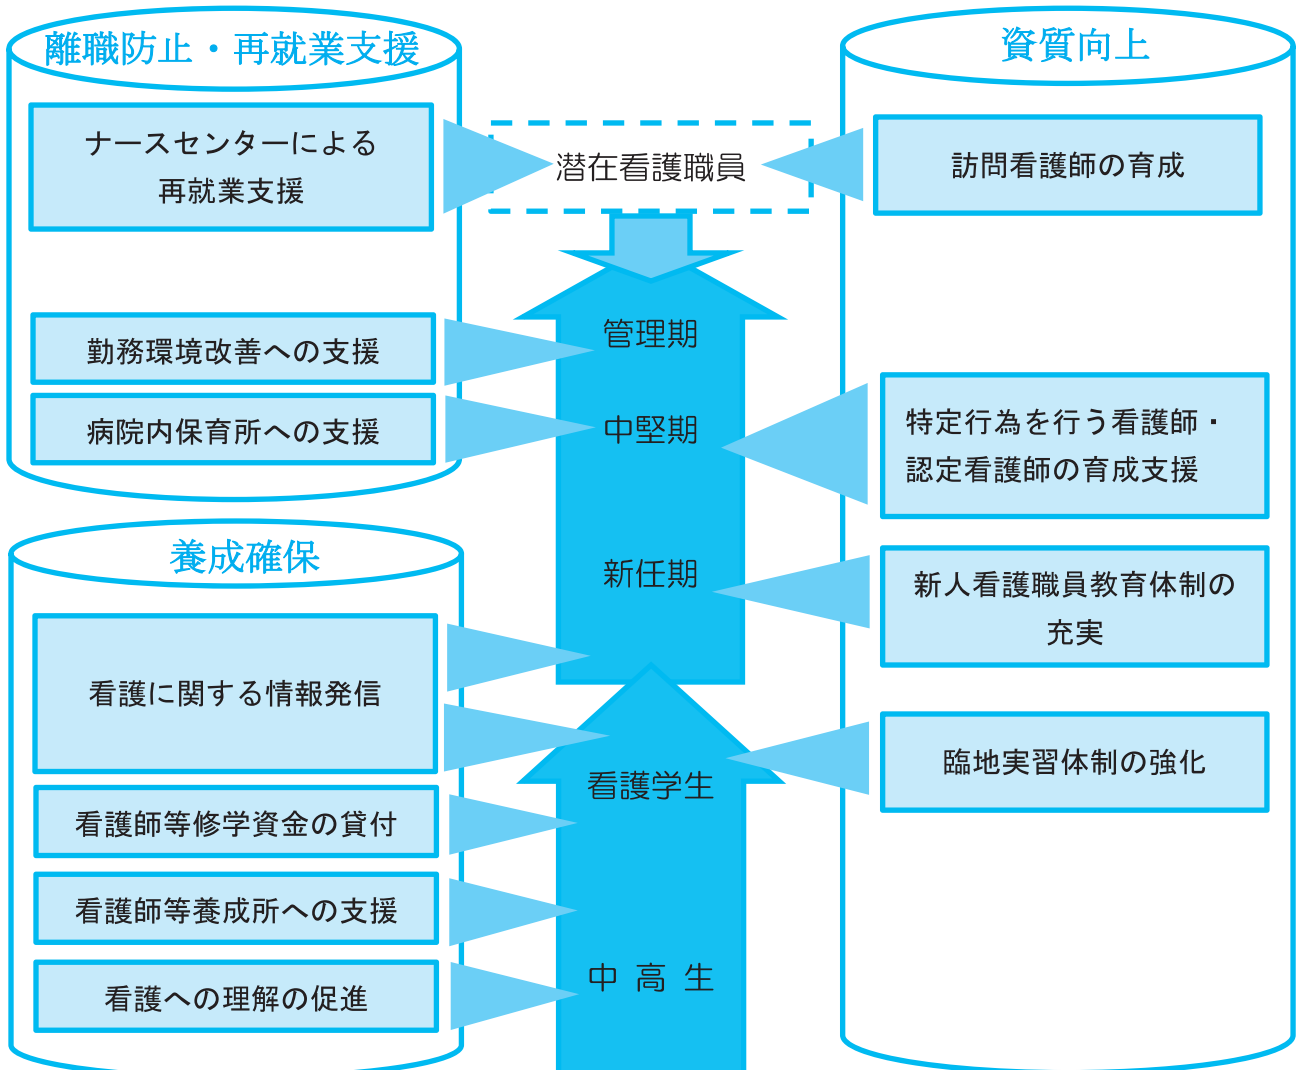 離職防止・再就業支援
ナースセンターによる
再就業支援
勤務環境改善への支援
病院内保育所への支援
養成確保
看護に関する情報発信
看護師等修学資金の貸付
看護師等養成所への支援
看護への理解の促進
潜在看護職員
管理期
中堅期
新任期
看護学生
中高生
資質向上
訪問看護師の育成
特定行為を行う看護師・
認定看護師の育成支援
新人看護職員教育体制の
充実
臨地実習体制の強化